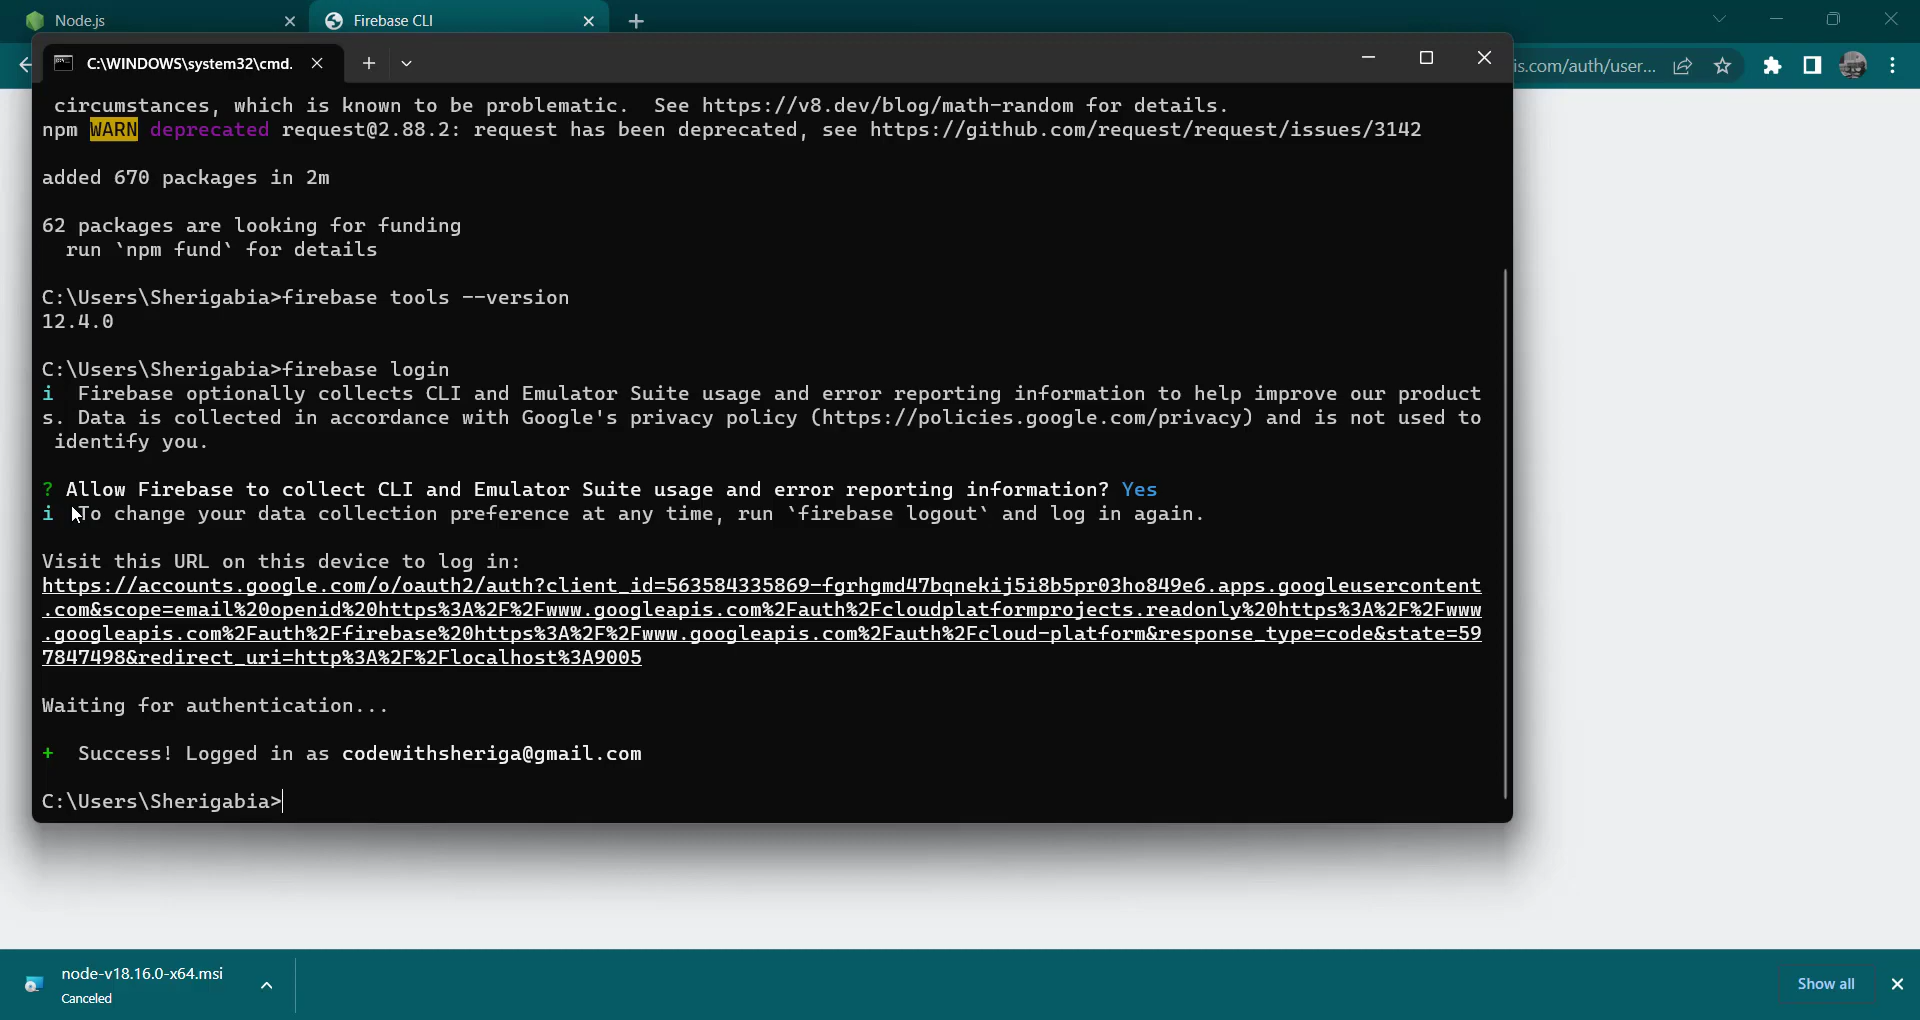 Node.js
Firebase CLI
C:\WINDOWS\system32\cmd.
is.com/auth/user...
circumstances, which is known to be problematic.  See https://v8.dev/blog/math-random for details.
npm WARN deprecated request@2.88.2: request has been deprecated, see https://github.com/request/request/issues/3142
added 670 packages in 2m
62 packages are looking for funding
run `npm fund` for details
C:\Users\Sherigabia>firebase tools --version
12.4.0
C:\Users\Sherigabia>firebase login
i  Firebase optionally collects CLI and Emulator Suite usage and error reporting information to help improve our product
s. Data is collected in accordance with Google's privacy policy (https://policies.google.com/privacy) and is not used to
identify you.
? Allow Firebase to collect CLI and Emulator Suite usage and error reporting information? Yes
i  To change your data collection preference at any time, run `firebase logout` and log in again.
Visit this URL on this device to log in:
https://accounts.google.com/o/oauth2/auth?client_id=563584335869-fgrhgmd47bqnekij5i8b5pr03ho849e6.apps.googleusercontent
.com&scope=email%20openid%20https%3A%2F%2Fwww.googleapis.com%2Fauth%2Fcloudplatformprojects.readonly%20https%3A%2F%2Fwww
.googleapis.com%2Fauth%2Ffirebase%20https%3A%2F%2Fwww.googleapis.com%2Fauth%2Fcloud-platform&response_type=code&state=59
7847498&redirect_uri=http%3A%2F%2Flocalhost%3A9005
Waiting for authentication...
+  Success! Logged in as codewithsheriga@gmail.com
C:\Users\Sherigabia>
node-v18.16.0-x64.msi
Canceled
Show all